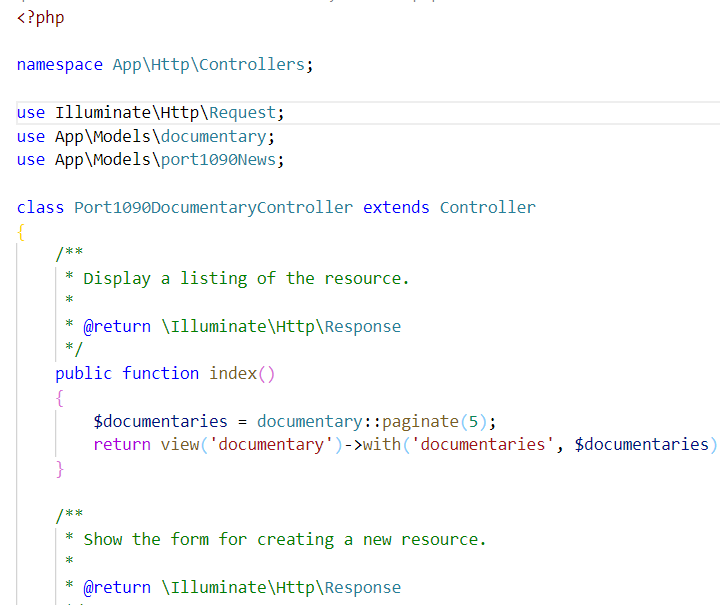 <?php
namespace App\Http\Controllers;
use Illuminate\Http\Request;
use App\Models\documentary;
use App\Models\port1090News;
class Port1090DocumentaryController extends Controller
{
    /**
     * Display a listing of the resource.
     *
     * @return \Illuminate\Http\Response
     */
    public function index()
    {
        $documentaries = documentary::paginate(5);
        return view('documentary')->with('documentaries', $documentaries)
    }
    /**
     * Show the form for creating a new resource.
     *
     * @return \Illuminate\Http\Response